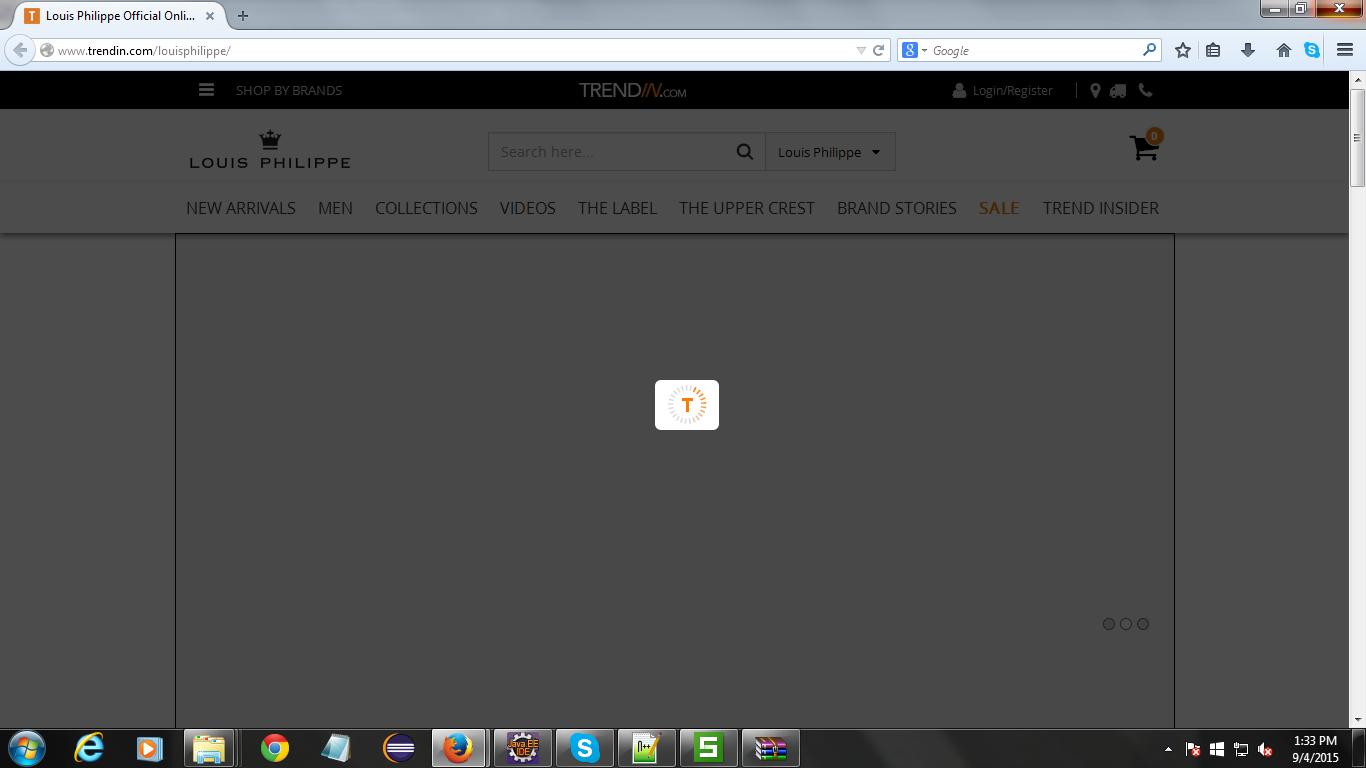 T Louis Philippe Official Onli...
www.trendin.com/louisphilippe/
8 Google
SHOP BY BRANDS
TRENDIN.COM
Login/Register
LOUIS PHILIPPE
Search here...
Louis Philippe
0
NEW ARRIVALS MEN COLLECTIONS VIDEOS THE LABEL THE UPPER CREST BRAND STORIES SALE TREND INSIDER
T
Java EE
IDE
S
N++
S
1:33 PM
9/4/2015